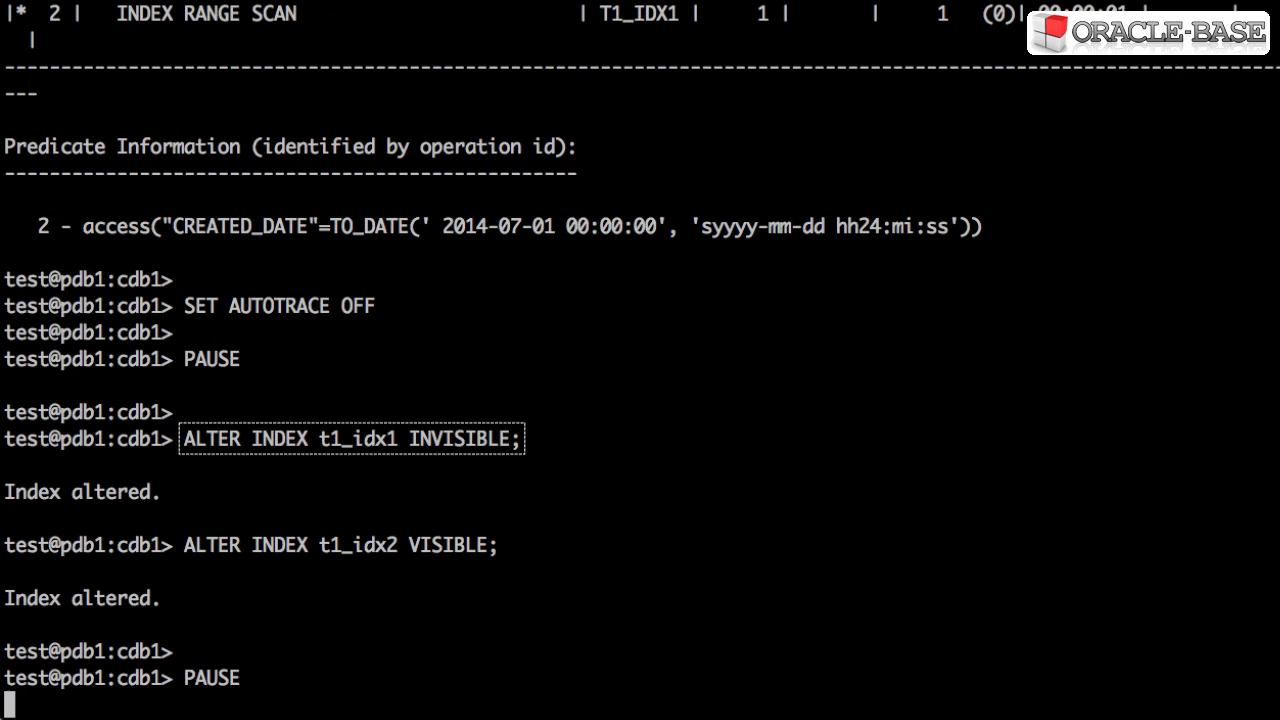 |*  2 |   INDEX RANGE SCAN                         | T1_IDX1 |     1 |       |     1   (0)| 00:00:01 |       |
  |
ORACLE-BASE
------------------------------------------------------------------------------------------------------------------
---
Predicate Information (identified by operation id):
---------------------------------------------------
   2 - access("CREATED_DATE"=TO_DATE(' 2014-07-01 00:00:00', 'syyyy-mm-dd hh24:mi:ss'))
test@pdb1:cdb1>
test@pdb1:cdb1> SET AUTOTRACE OFF
test@pdb1:cdb1>
test@pdb1:cdb1> PAUSE
test@pdb1:cdb1>
test@pdb1:cdb1> ALTER INDEX t1_idx1 INVISIBLE;
Index altered.
test@pdb1:cdb1> ALTER INDEX t1_idx2 VISIBLE;
Index altered.
test@pdb1:cdb1>
test@pdb1:cdb1> PAUSE